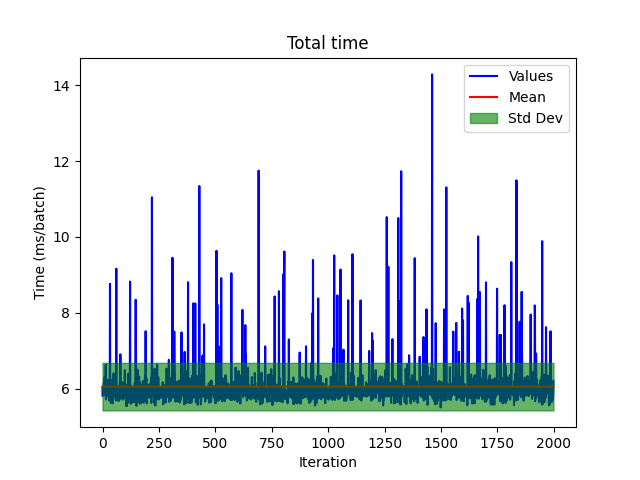 Total time
Values
Mean
Std Dev
Time (ms/batch)
14
12
10
8
6
0 250 500 750 1000 1250 1500 1750 2000
Iteration